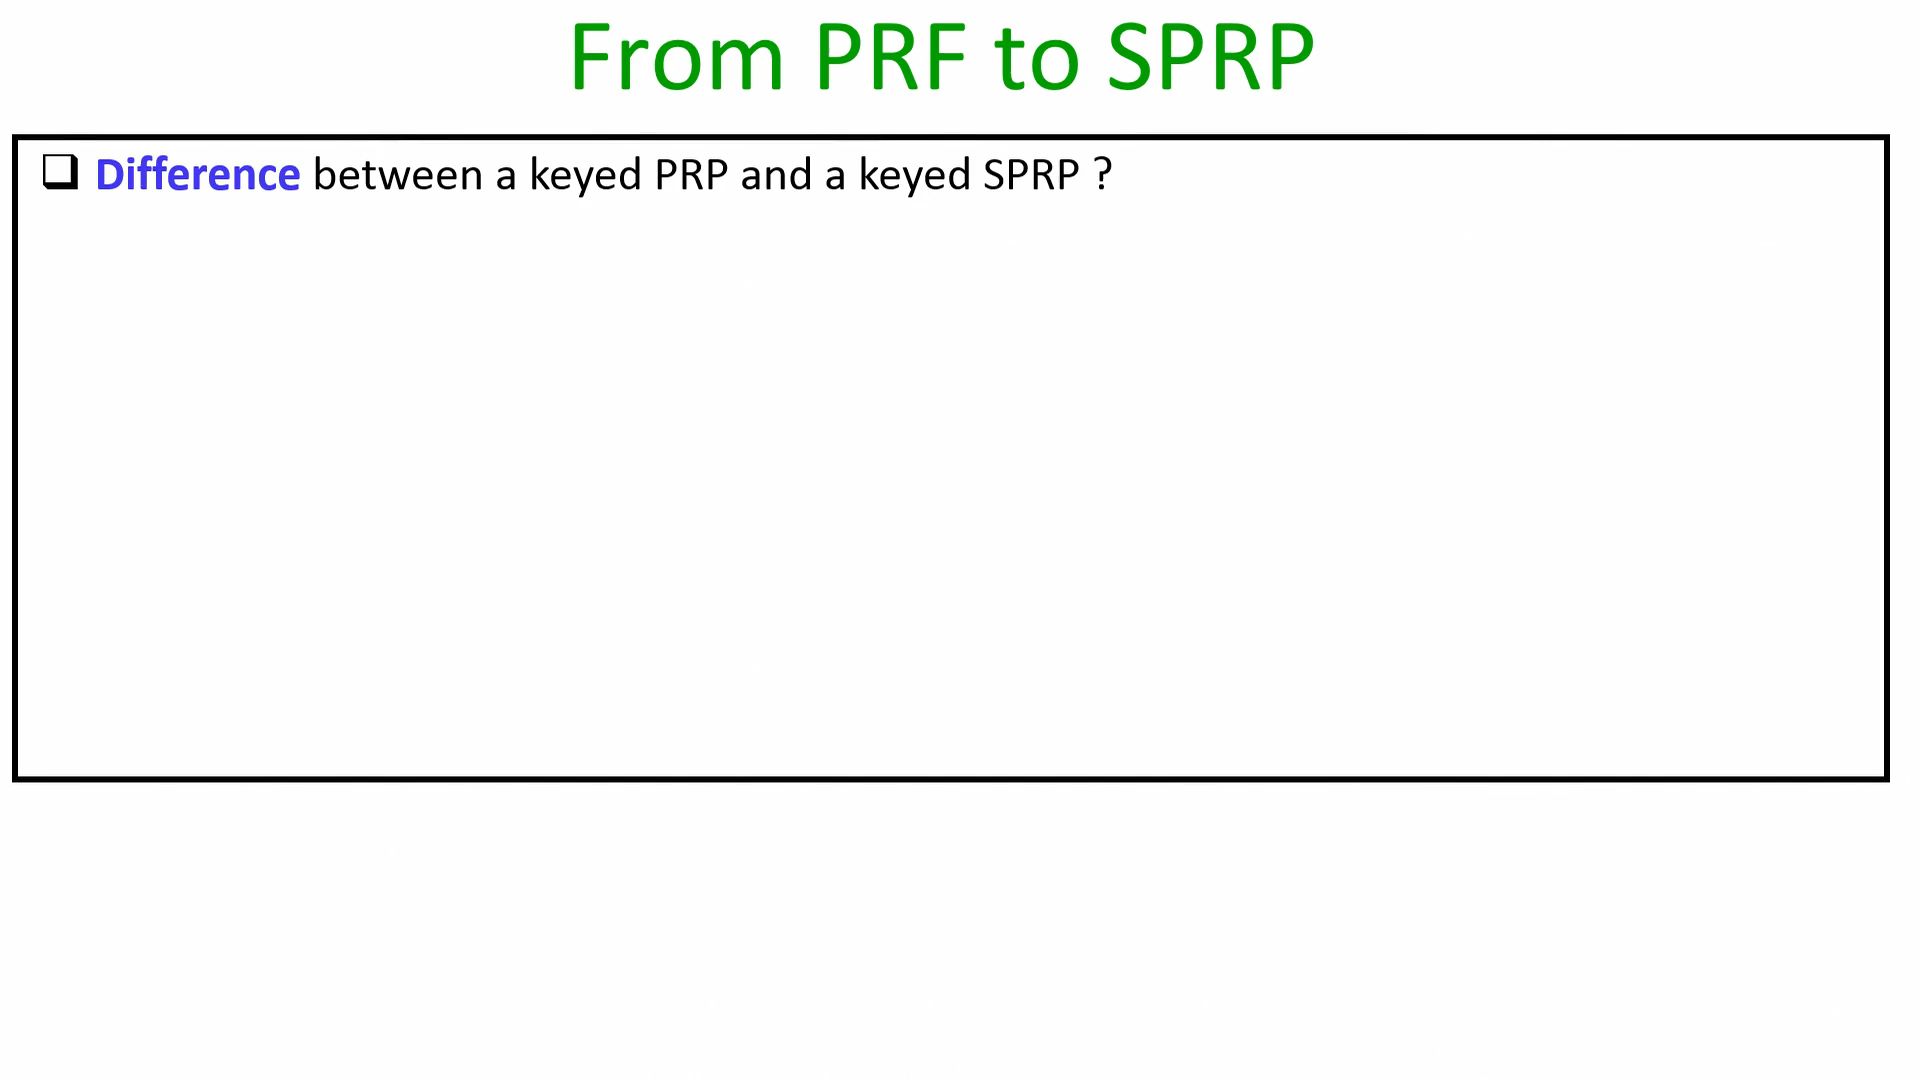 From PRF to SPRP
❑ Difference between a keyed PRP and a keyed SPRP ?